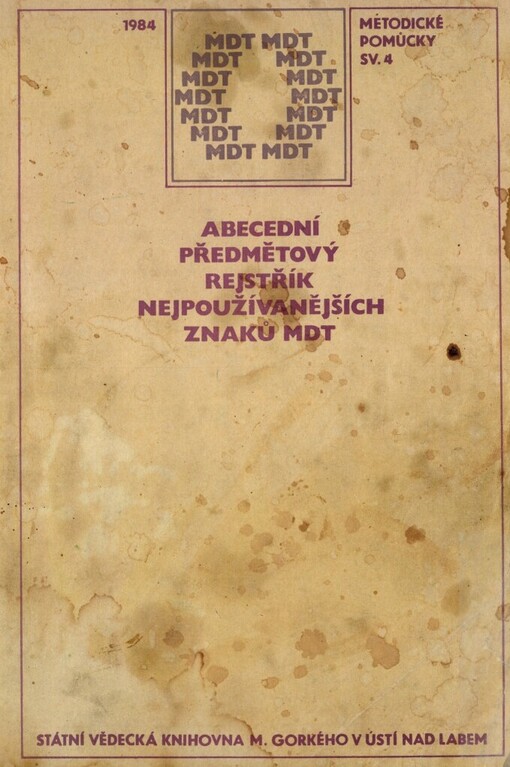 1984
MDT MDT
MDT MDT
MDT MDT
MDT MDT
MDT MDT
MDT MDT
MDT MDT
METODICKÉ
POMŮCKY
SV. 4
ABECEDNÍ
PŘEDMĚTOVÝ
REJSTŘÍK
NEJPOUŽÍVANĚJŠÍCH
ZNAKŮ MDT
STÁTNÍ VĚDECKÁ KNIHOVNA M. GORKÉHO V ÚSTÍ NAD LABEM